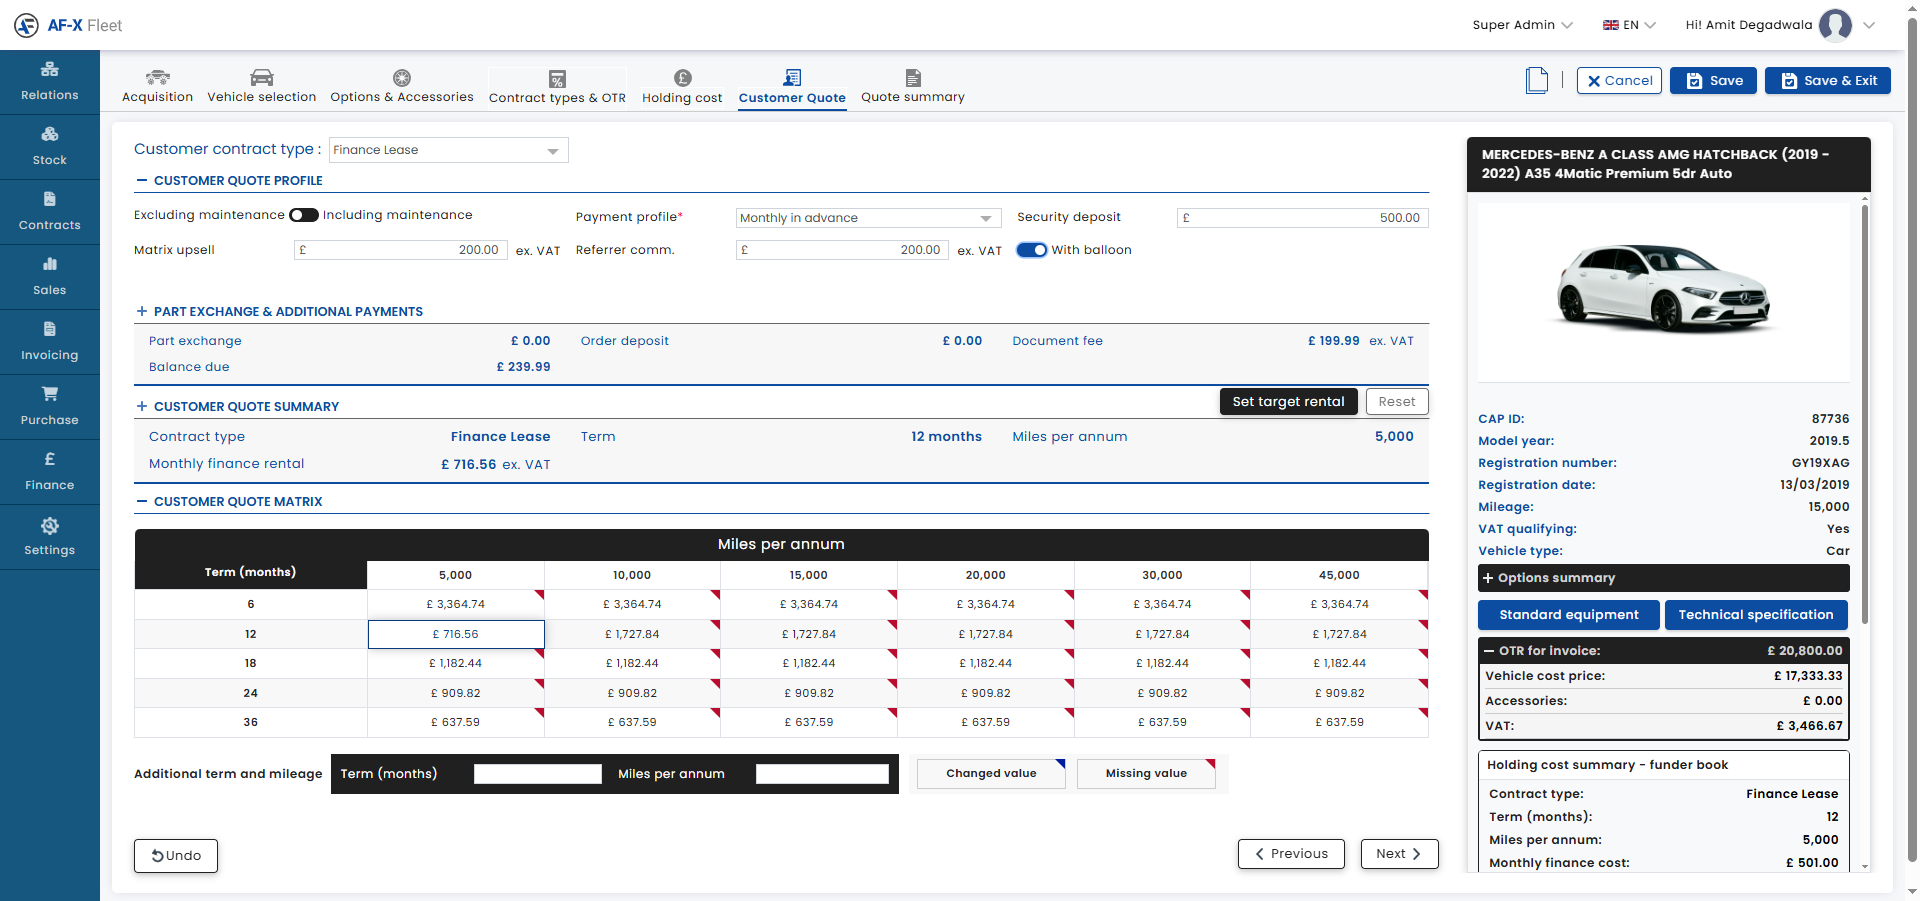 AF-X Fleet
Super Admin
EN
Hi! Amit Degadwala
Relations
Stock
Contracts
Sales
Invoicing
Purchase
£
Finance
Settings
Acquisition
Vehicle selection
Options & Accessories
Contract types & OTR
Holding cost
Customer Quote
Quote summary
Cancel
Save
Save & Exit
Customer contract type : Finance Lease
CUSTOMER QUOTE PROFILE
Excluding maintenance Including maintenance
Payment profile* Monthly in advance
Security deposit £ 500.00
Matrix upsell £ 200.00 ex. VAT
Referrer comm. £ 200.00 ex. VAT
With balloon
+ PART EXCHANGE & ADDITIONAL PAYMENTS
Part exchange £ 0.00 Order deposit £ 0.00 Document fee £ 199.99 ex. VAT
Balance due £ 239.99
+ CUSTOMER QUOTE SUMMARY
Set target rental Reset
Contract type Finance Lease Term 12 months Miles per annum 5,000
Monthly finance rental £ 716.56 ex. VAT
CUSTOMER QUOTE MATRIX
Miles per annum
Term (months) 5,000 10,000 15,000 20,000 30,000 45,000
6 £ 3,364.74 £ 3,364.74 £ 3,364.74 £ 3,364.74 £ 3,364.74 £ 3,364.74
12 £ 716.56 £ 1,727.84 £ 1,727.84 £ 1,727.84 £ 1,727.84 £ 1,727.84
18 £ 1,182.44 £ 1,182.44 £ 1,182.44 £ 1,182.44 £ 1,182.44 £ 1,182.44
24 £ 909.82 £ 909.82 £ 909.82 £ 909.82 £ 909.82 £ 909.82
36 £ 637.59 £ 637.59 £ 637.59 £ 637.59 £ 637.59 £ 637.59
Additional term and mileage Term (months) Miles per annum Changed value Missing value
Undo
Previous
Next
MERCEDES-BENZ A CLASS AMG HATCHBACK (2019 -
2022) A35 4Matic Premium 5dr Auto
CAP ID: 87736
Model year: 2019.5
Registration number: GY19XAG
Registration date: 13/03/2019
Mileage: 15,000
VAT qualifying: Yes
Vehicle type: Car
+ Options summary
Standard equipment Technical specification
— OTR for invoice: £ 20,800.00
Vehicle cost price: £ 17,333.33
Accessories: £ 0.00
VAT: £ 3,466.67
Holding cost summary - funder book
Contract type: Finance Lease
Term (months): 12
Miles per annum: 5,000
Monthly finance cost: £ 501.00